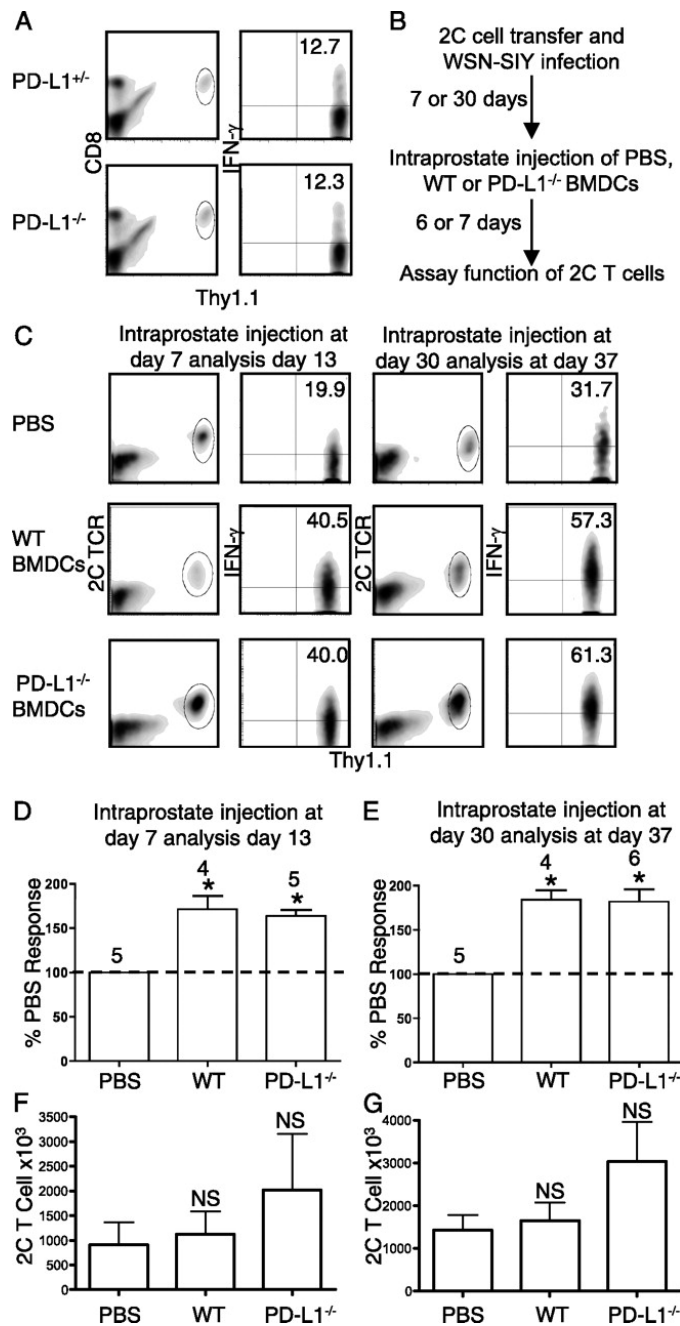 A
PD-L1+/-
12.7
PD-L1-/-
12.3
CD8
IFN-γ
Thy1.1
B
2C cell transfer and
WSN-SIY infection
7 or 30 days
Intraprostate injection of PBS,
WT or PD-L1-/- BMDCs
6 or 7 days
Assay function of 2C T cells
C
Intraprostate injection at
day 7 analysis day 13
Intraprostate injection at
day 30 analysis at day 37
PBS
19.9
31.7
WT
BMDCs
2C TCR
IFN-γ
40.5
2C TCR
IFN-γ
57.3
PD-L1-/-
BMDCs
40.0
61.3
Thy1.1
D
Intraprostate injection at
day 7 analysis day 13
% PBS Response
200
150
100
50
0
5
4
*
5
*
PBS
WT
PD-L1-/-
E
Intraprostate injection at
day 30 analysis at day 37
% PBS Response
200
150
100
50
0
5
4
*
6
*
PBS
WT
PD-L1-/-
F
2C T Cell x10³
3500
3000
2500
2000
1500
1000
500
0
NS
NS
PBS
WT
PD-L1-/-
G
2C T Cell x10³
4000
3000
2000
1000
0
NS
NS
PBS
WT
PD-L1-/-